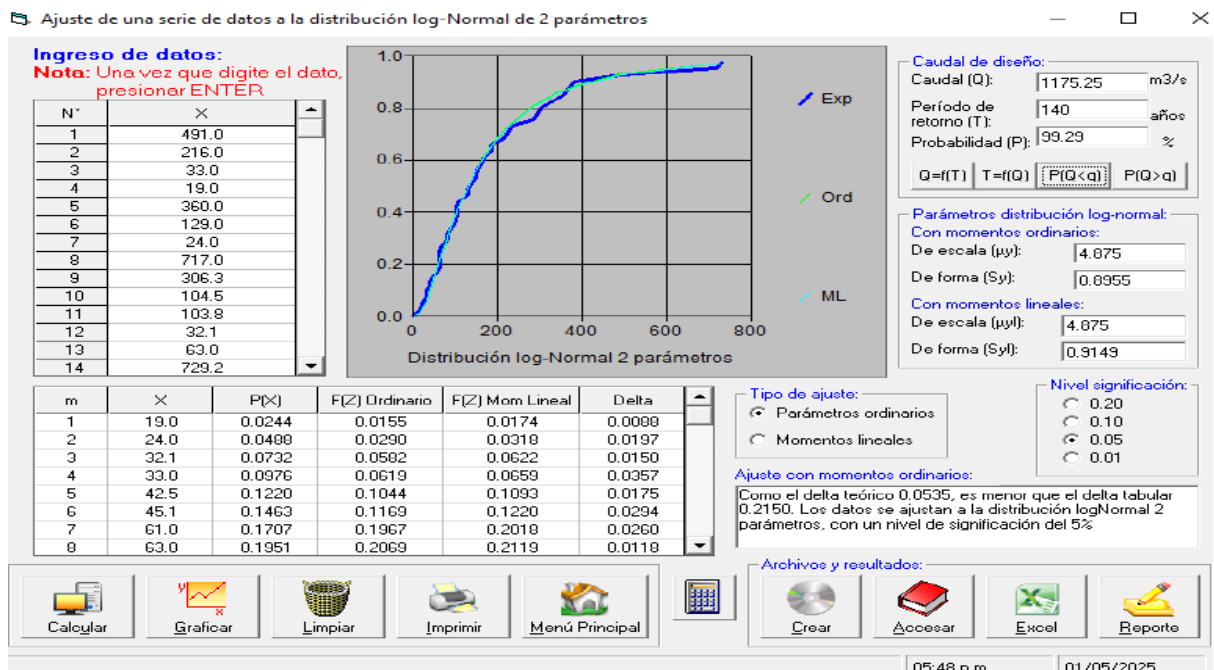 Ajuste de una serie de datos a la distribución log-Normal de 2 parámetros
Ingreso de datos:
Nota: Una vez que digite el dato,
presionar ENTER
N° X
1 491.0
2 216.0
3 33.0
4 19.0
5 360.0
6 129.0
7 24.0
8 717.0
9 306.3
10 104.5
11 103.8
12 32.1
13 63.0
14 729.2
1.0
0.8
0.6
0.4
0.2
0.0
0 200 400 600 800
Distribución log-Normal 2 parámetros
Exp
Ord
ML
Caudal de diseño:
Caudal (Q): 1175.25 m3/s
Período de
retorno (T): 140 años
Probabilidad (P): 99.29 %
Q=f(T) T=f(Q) P(Q<q) P(Q>q)
Parámetros distribución log-normal:
Con momentos ordinarios:
De escala (µy): 4.875
De forma (Sy): 0.8955
Con momentos lineales:
De escala (µyl): 4.875
De forma (Syl): 0.9149
m X P(X) F(Z) Ordinario F(Z) Mom Lineal Delta
1 19.0 0.0244 0.0155 0.0174 0.0088
2 24.0 0.0488 0.0290 0.0318 0.0197
3 32.1 0.0732 0.0582 0.0622 0.0150
4 33.0 0.0976 0.0619 0.0659 0.0357
5 42.5 0.1220 0.1044 0.1093 0.0175
6 45.1 0.1463 0.1169 0.1220 0.0294
7 61.0 0.1707 0.1967 0.2018 0.0260
8 63.0 0.1951 0.2069 0.2119 0.0118
Tipo de ajuste:
Parámetros ordinarios
Momentos lineales
Nivel significación:
0.20
0.10
0.05
0.01
Ajuste con momentos ordinarios:
Como el delta teórico 0.0535, es menor que el delta tabular
0.2150. Los datos se ajustan a la distribución logNormal 2
parámetros, con un nivel de significación del 5%
Calcular
Graficar
Limpiar
Imprimir
Menú Principal
Archivos y resultados:
Crear
Accesar
Excel
Reporte
05:48 p.m.
01/05/2025